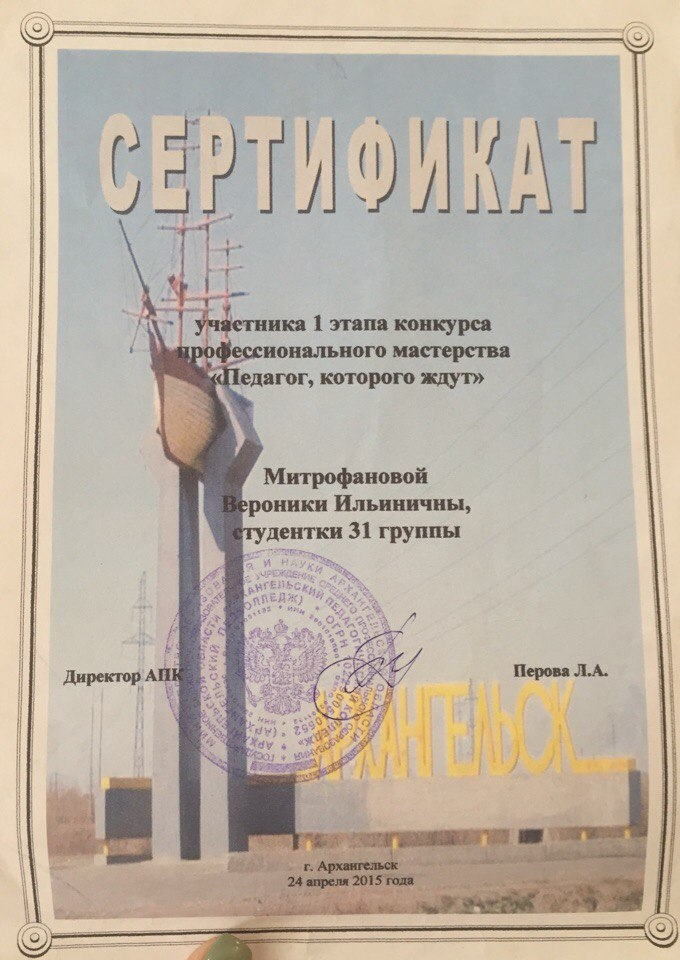 СЕРТИФИКАТ
участника 1 этапа конкурса
профессионального мастерства
«Педагог, которого ждут»
Митрофановой
Вероники Ильиничны,
студентки 31 группы
Директор АПК
Перова Л.А.
АРХАНГЕЛЬСК
г. Архангельск
24 апреля 2015 года